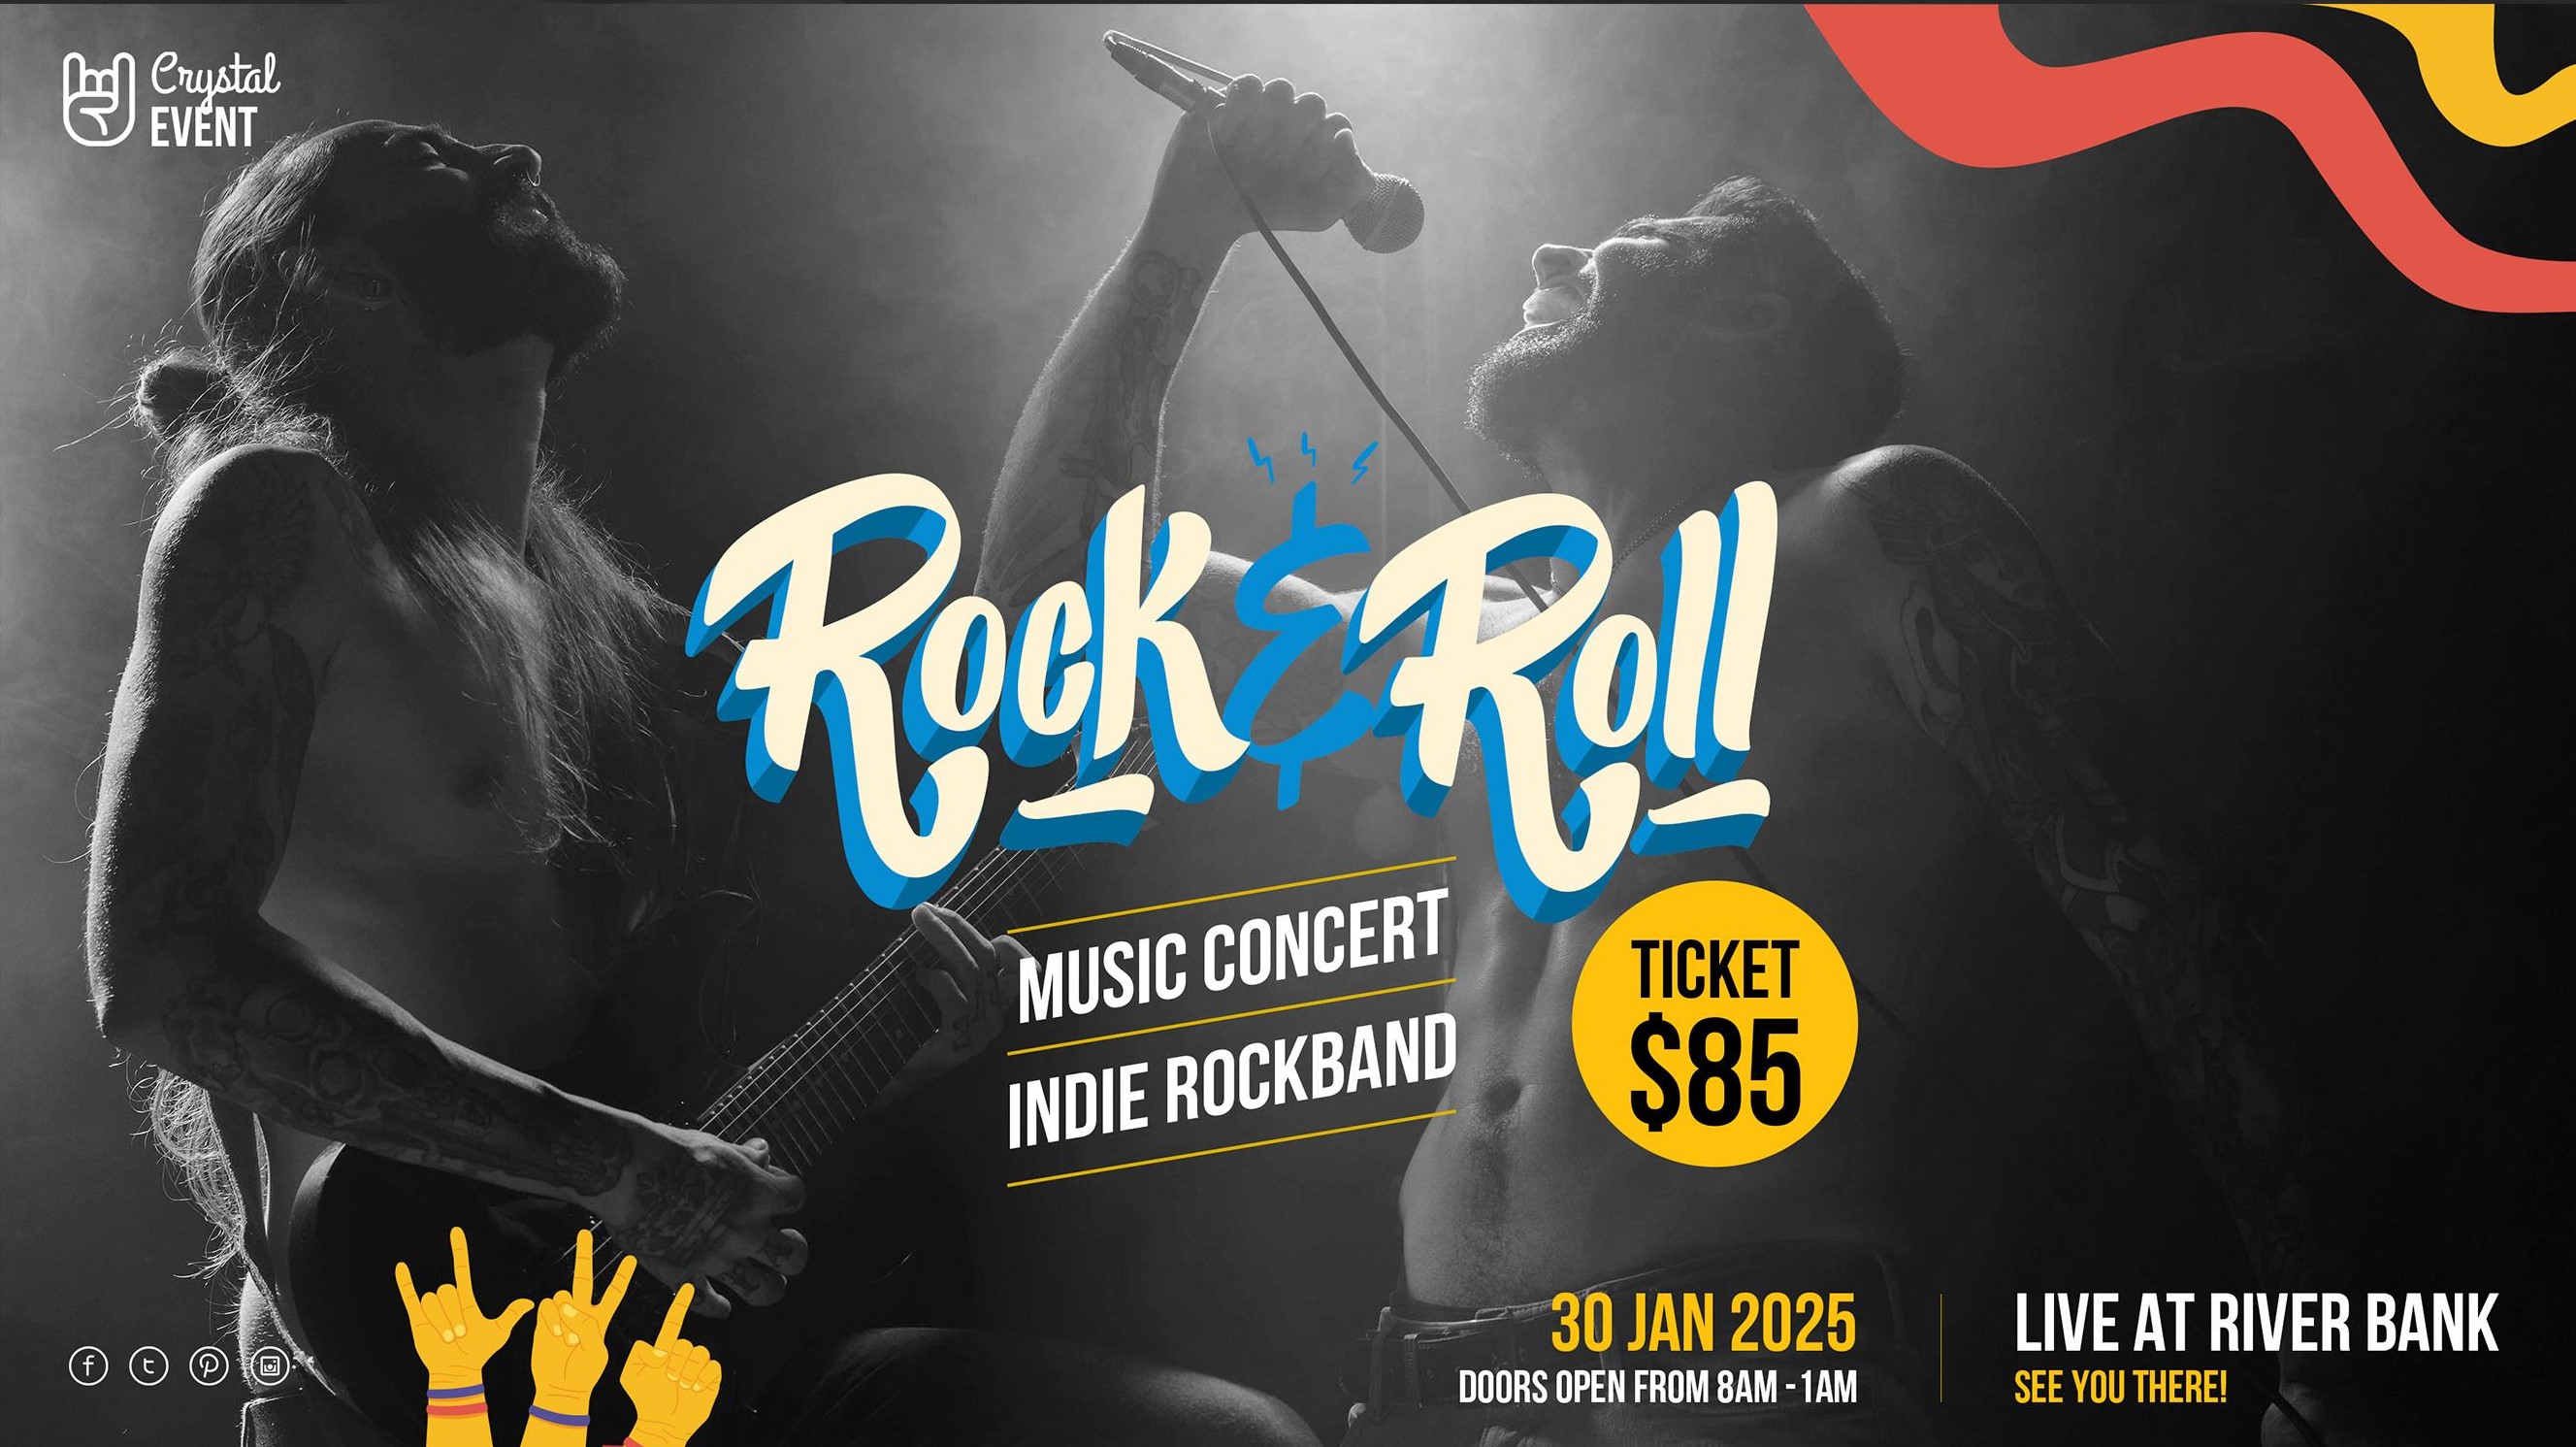 Crystal
EVENT
Rock & Roll
MUSIC CONCERT
INDIE ROCKBAND
TICKET
$85
30 JAN 2025
DOORS OPEN FROM 8AM -1AM
LIVE AT RIVER BANK
SEE YOU THERE!